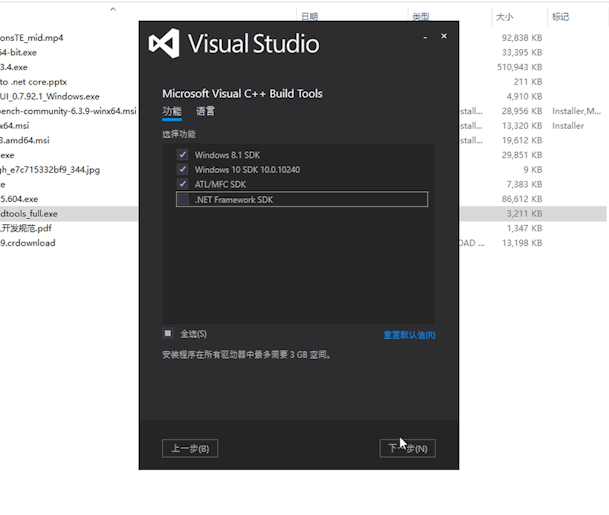 日期
类型
大小
标记
onsTE_mid.mp4
92,838 KB
64-bit.exe
33,395 KB
3.4.exe
510,943 KB
to .net core.pptx
211 KB
UI_0.7.92.1_Windows.exe
4,910 KB
bench-community-6.3.9-winx64.msi
stall...
28,956 KB
Installer,M...
x64.msi
stall...
13,320 KB
Installer
3.amd64.msi
stall...
19,612 KB
.exe
29,851 KB
gh_e7c715332bf9_344.jpg
9 KB
te
7,383 KB
5.604.exe
86,612 KB
dtools_full.exe
3,211 KB
开发规范.pdf
1,347 KB
9.crdownload
OAD ...
13,198 KB
Visual Studio
Microsoft Visual C++ Build Tools
功能 语言
选择功能
Windows 8.1 SDK
Windows 10 SDK 10.0.10240
ATL/MFC SDK
.NET Framework SDK
全选(S)
重置默认值(R)
安装程序在所有驱动器中最多需要 3 GB 空间。
上一步(B)
下一步(N)